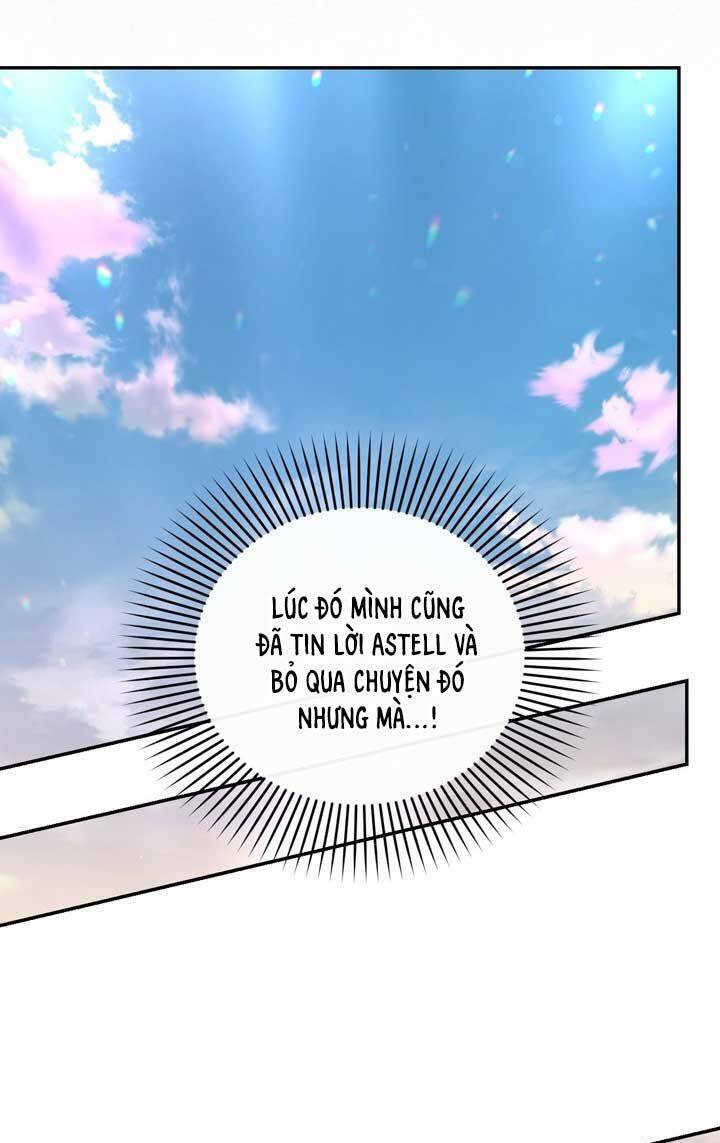 LÚC ĐÓ MÌNH CŨNG
ĐÃ TIN LỜI ASTELL VÀ
BỎ QUA CHUYỆN ĐÓ
NHƯNG MÀ...!